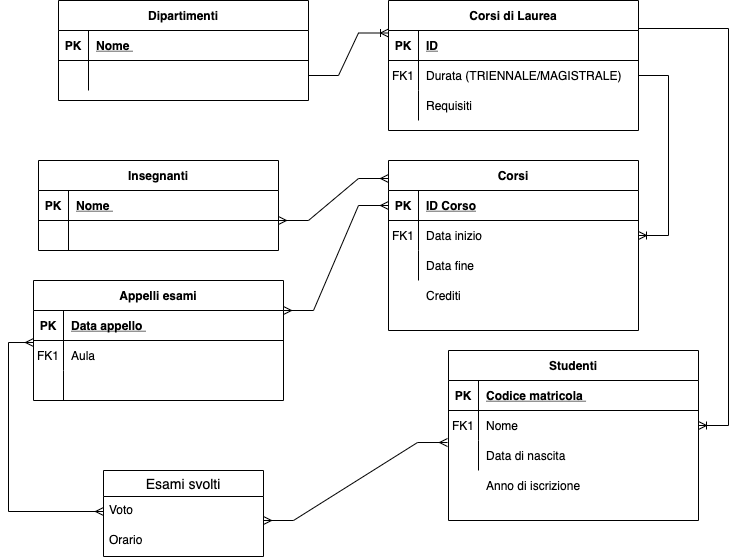 Dipartimenti
PK Nome
Corsi di Laurea
PK ID
FK1 Durata (TRIENNALE/MAGISTRALE)
Requisiti
Insegnanti
PK Nome
Corsi
PK ID Corso
FK1 Data inizio
Data fine
Crediti
Appelli esami
PK Data appello
FK1 Aula
Studenti
PK Codice matricola
FK1 Nome
Data di nascita
Anno di iscrizione
Esami svolti
Voto
Orario